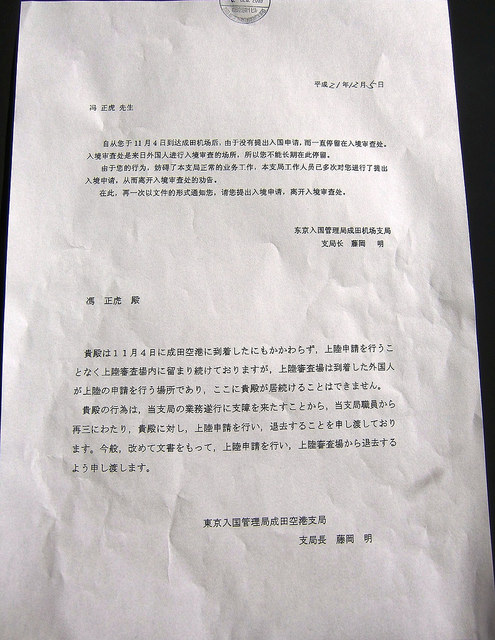 平成21年12月5日
冯 正虎 先生
自从您于11月4日到达成田机场后，由于没有提出入国申请，而一直停留在入境审查处。
入境审查处是来日外国人进行入境审查的场所，所以您不能长期在此停留。
由于您的行为，妨碍了本支局正常的业务工作，本支局工作人员已多次对您进行了提出
入境申请，从而离开入境审查处的劝告。
在此，再一次以文件的形式通知您，请您提出入境申请，离开入境审查处。
东京入国管理局成田机场支局
支局长 藤岡 明
馮 正虎 殿
貴殿は１１月４日に成田空港に到着したにもかかわらず，上陸申請を行うこ
となく上陸審査場内に留まり続けておりますが，上陸審査場は到着した外国人
が上陸の申請を行う場所であり，ここに貴殿が居続けることはできません。
貴殿の行為は，当支局の業務遂行に支障を来たすことから，当支局職員から
再三にわたり，貴殿に対し，上陸申請を行い，退去することを申し渡しており
ます。今般，改めて文書をもって，上陸申請を行い，上陸審査場から退去する
よう申し渡します。
東京入国管理局成田空港支局
支局長 藤岡 明